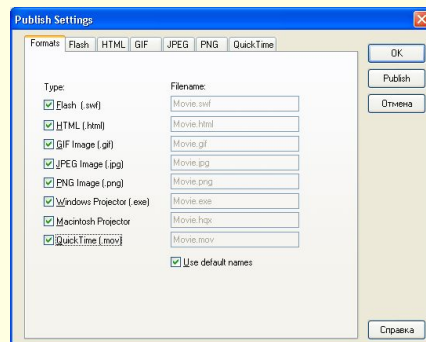 Publish Settings
Formats Flash HTML GIF JPEG PNG QuickTime
OK
Publish
Отмена
Type: Filename:
Flash (.swf) Movie.swf
HTML (.html) Movie.html
GIF Image (.gif) Movie.gif
JPEG Image (.jpg) Movie.jpg
PNG Image (.png) Movie.png
Windows Projector (.exe) Movie.exe
Macintosh Projector Movie.hqx
QuickTime (.mov) Movie.mov
Use default names
Справка